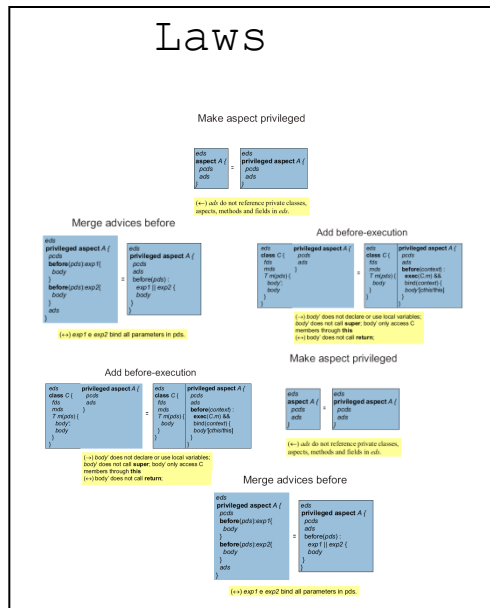 Laws
Make aspect privileged
eds
aspect A {
pcds
ads
}
=
eds
privileged aspect A {
pcds
ads
}
(←) ads do not reference private classes,
aspects, methods and fields in eds.
Merge advices before
eds
privileged aspect A {
pcds
before(pds):exp1{
body
}
before(pds):exp2{
body
}
ads
}
=
eds
privileged aspect A {
pcds
ads
before(pds) :
exp1 || exp2 {
body
}
}
(↔) exp1 e exp2 bind all parameters in pds.
Add before-execution
eds
class C {
fds
mds
T m(pds) {
body';
body
}
}
privileged aspect A {
pcds
ads
}
=
eds
class C {
fds
mds
T m(pds) {
body
}
}
privileged aspect A {
pcds
ads
before(context) :
exec(C.m) &&
bind(context) {
body'[cthis/this]
}
}
(→) body' does not declare or use local variables;
body' does not call super; body' only access C
members through this
(↔) body' does not call return;
Add before-execution
eds
class C {
fds
mds
T m(pds) {
body';
body
}
}
privileged aspect A {
pcds
ads
}
=
eds
class C {
fds
mds
T m(pds) {
body
}
}
privileged aspect A {
pcds
ads
before(context) :
exec(C.m) &&
bind(context) {
body'[cthis/this]
}
}
(→) body' does not declare or use local variables;
body' does not call super; body' only access C
members through this
(↔) body' does not call return;
Make aspect privileged
eds
aspect A {
pcds
ads
}
=
eds
privileged aspect A {
pcds
ads
}
(←) ads do not reference private classes,
aspects, methods and fields in eds.
Merge advices before
eds
privileged aspect A {
pcds
before(pds):exp1{
body
}
before(pds):exp2{
body
}
ads
}
=
eds
privileged aspect A {
pcds
ads
before(pds) :
exp1 || exp2 {
body
}
}
(↔) exp1 e exp2 bind all parameters in pds.